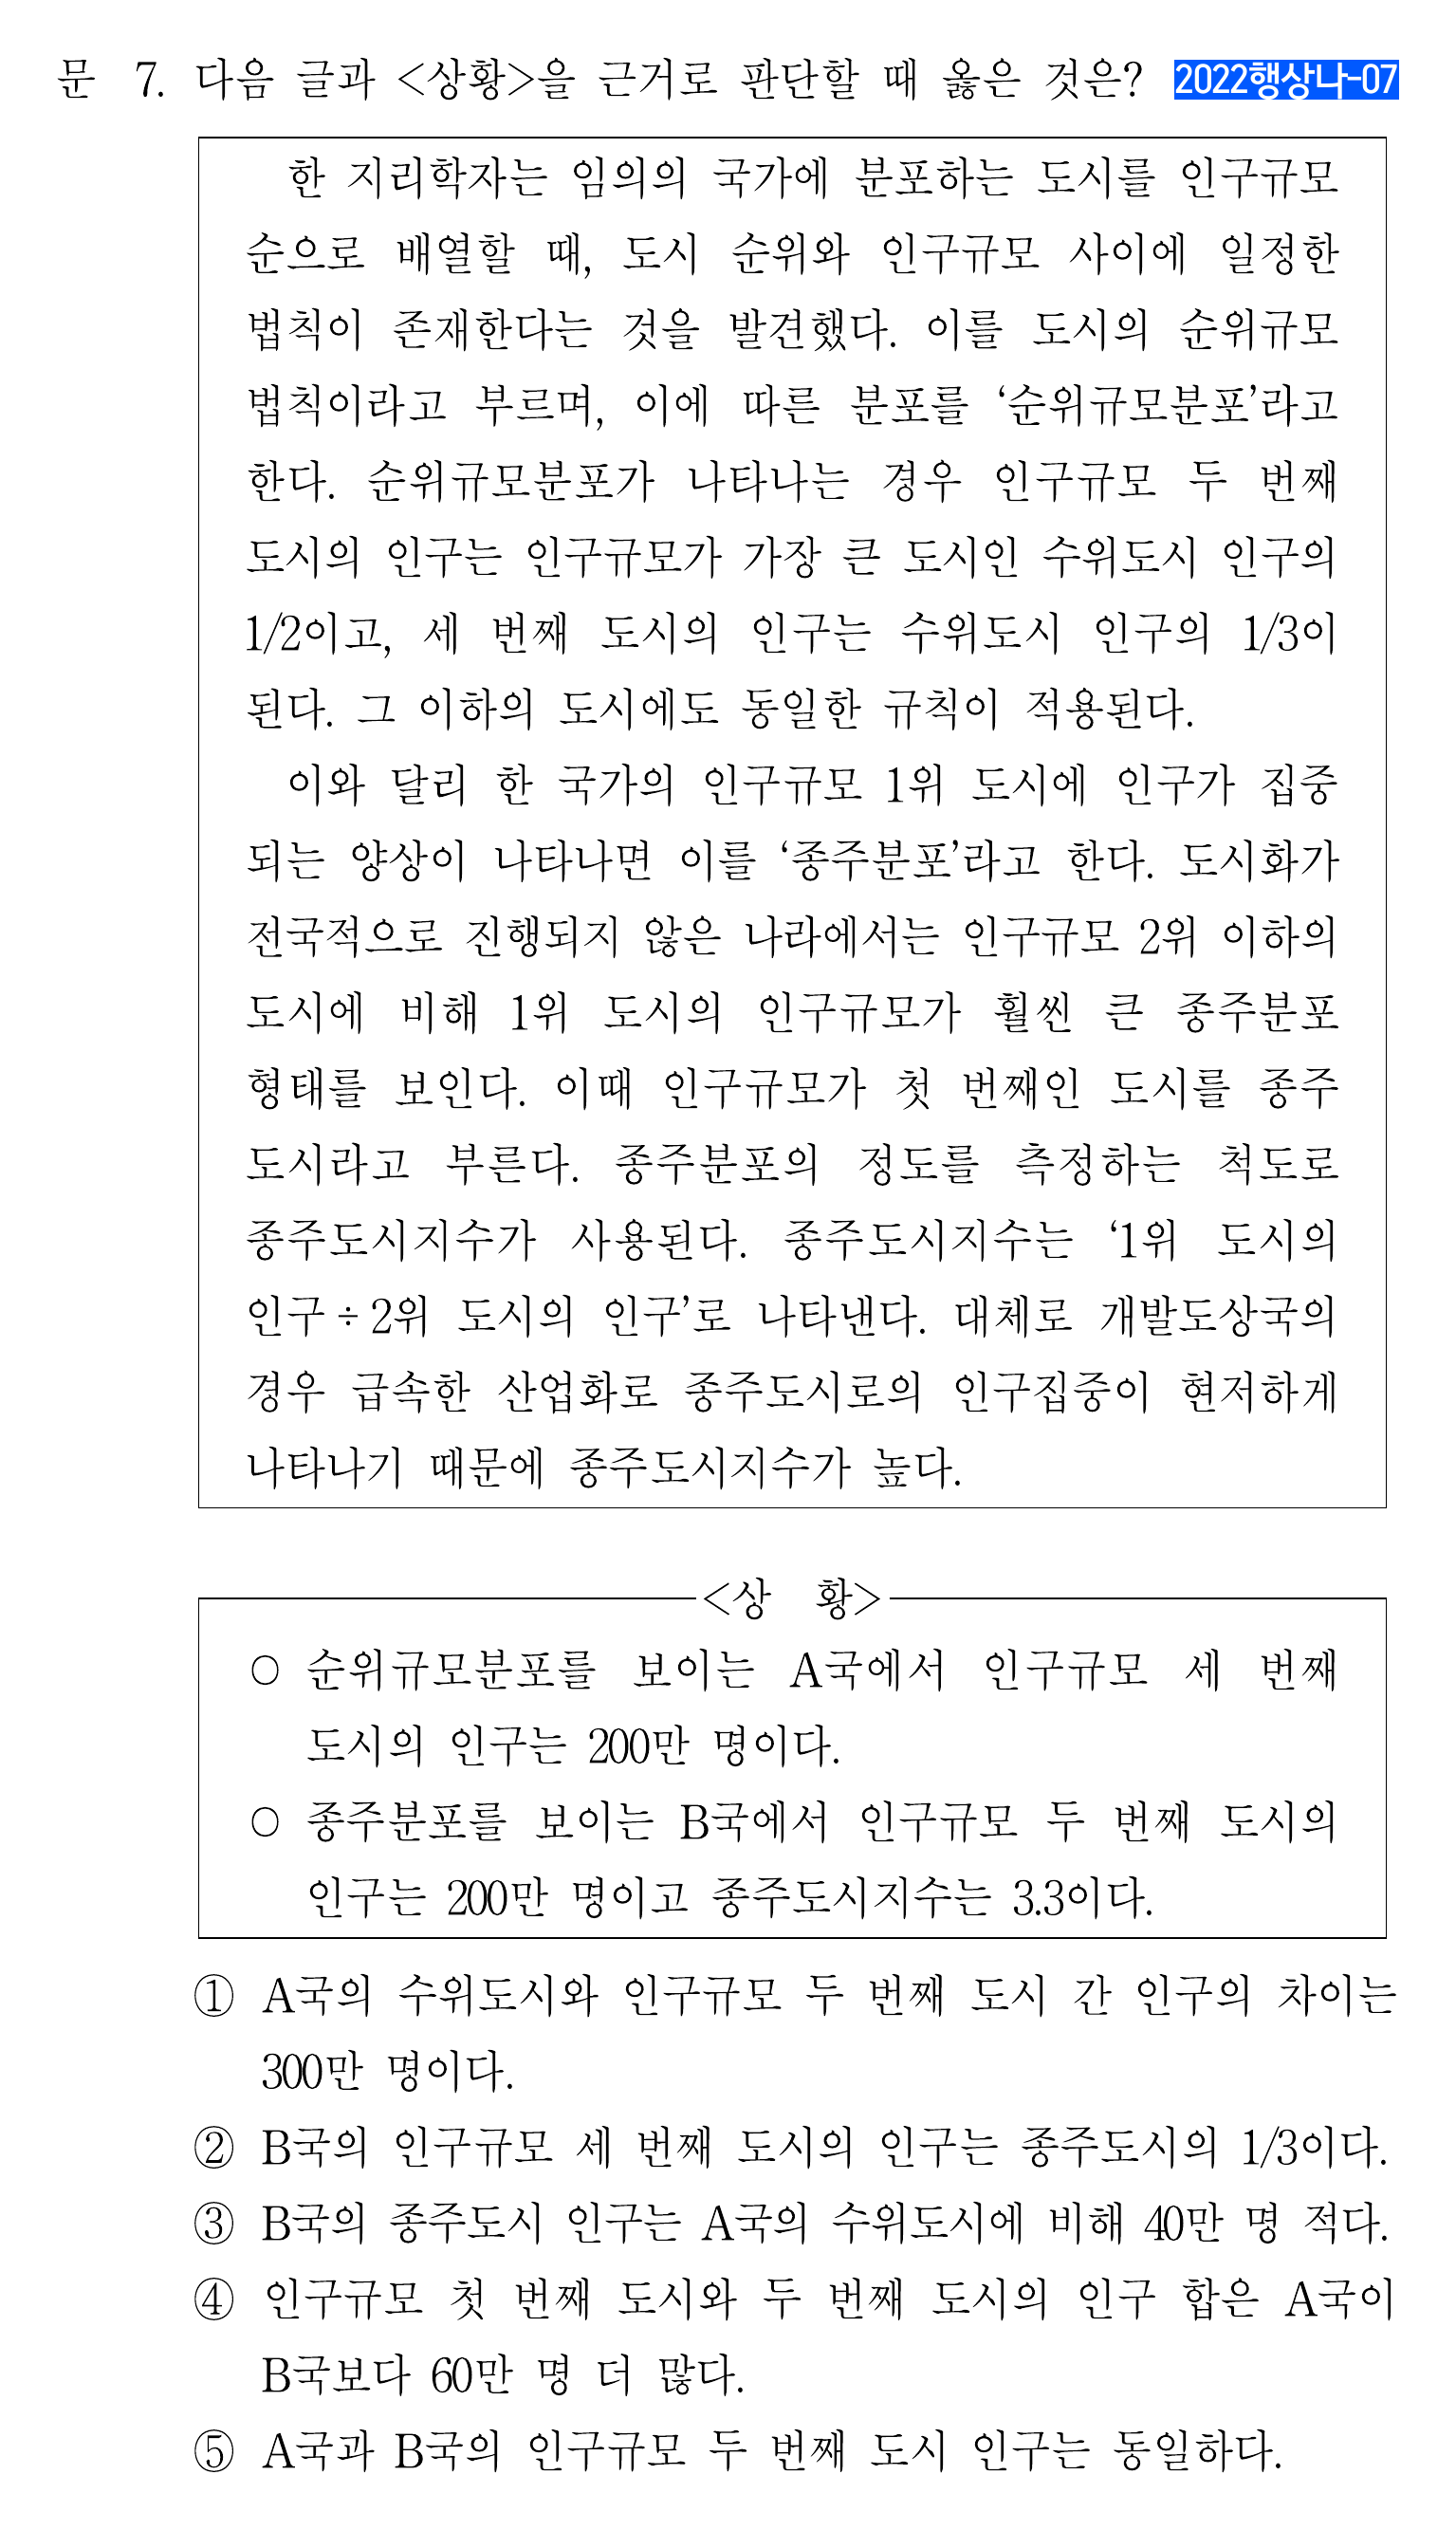 문 7. 다음 글과 <상황>을 근거로 판단할 때 옳은 것은? 2022행상나-07
한 지리학자는 임의의 국가에 분포하는 도시를 인구규모
순으로 배열할 때, 도시 순위와 인구규모 사이에 일정한
법칙이 존재한다는 것을 발견했다. 이를 도시의 순위규모
법칙이라고 부르며, 이에 따른 분포를 ‘순위규모분포’라고
한다. 순위규모분포가 나타나는 경우 인구규모 두 번째
도시의 인구는 인구규모가 가장 큰 도시인 수위도시 인구의
1/2이고, 세 번째 도시의 인구는 수위도시 인구의 1/3이
된다. 그 이하의 도시에도 동일한 규칙이 적용된다.
이와 달리 한 국가의 인구규모 1위 도시에 인구가 집중
되는 양상이 나타나면 이를 ‘종주분포’라고 한다. 도시화가
전국적으로 진행되지 않은 나라에서는 인구규모 2위 이하의
도시에 비해 1위 도시의 인구규모가 훨씬 큰 종주분포
형태를 보인다. 이때 인구규모가 첫 번째인 도시를 종주
도시라고 부른다. 종주분포의 정도를 측정하는 척도로
종주도시지수가 사용된다. 종주도시지수는 ‘1위 도시의
인구÷2위 도시의 인구’로 나타낸다. 대체로 개발도상국의
경우 급속한 산업화로 종주도시로의 인구집중이 현저하게
나타나기 때문에 종주도시지수가 높다.
<상 황>
○ 순위규모분포를 보이는 A국에서 인구규모 세 번째
도시의 인구는 200만 명이다.
○ 종주분포를 보이는 B국에서 인구규모 두 번째 도시의
인구는 200만 명이고 종주도시지수는 3.3이다.
① A국의 수위도시와 인구규모 두 번째 도시 간 인구의 차이는
300만 명이다.
② B국의 인구규모 세 번째 도시의 인구는 종주도시의 1/3이다.
③ B국의 종주도시 인구는 A국의 수위도시에 비해 40만 명 적다.
④ 인구규모 첫 번째 도시와 두 번째 도시의 인구 합은 A국이
B국보다 60만 명 더 많다.
⑤ A국과 B국의 인구규모 두 번째 도시 인구는 동일하다.